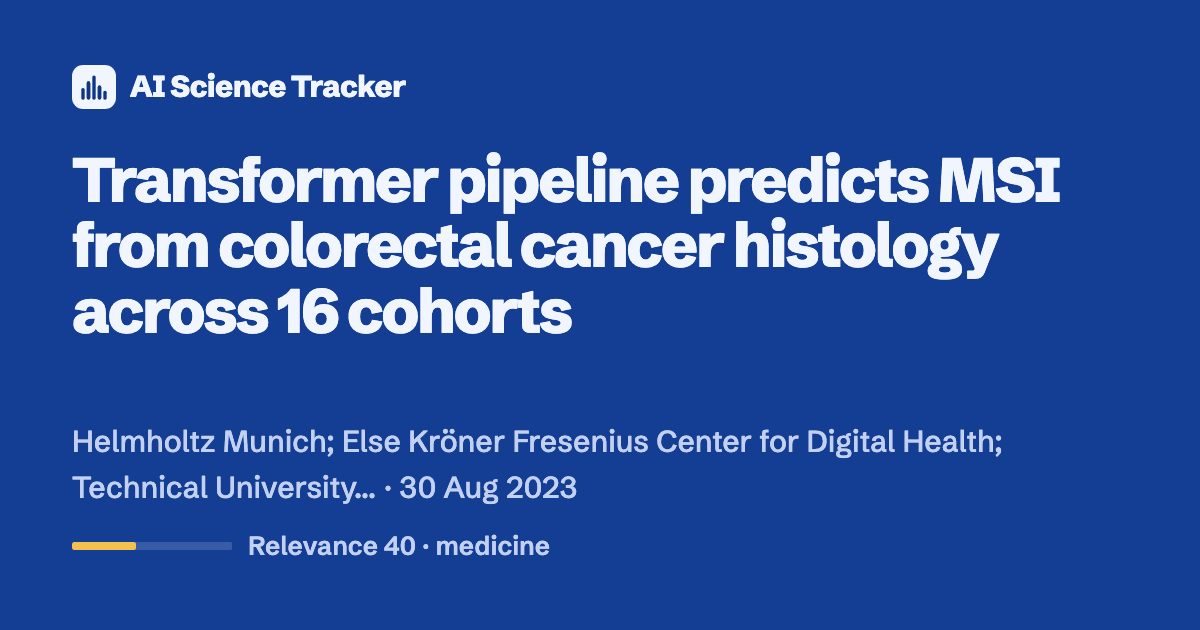 AI Science Tracker
Transformer pipeline predicts MSI
from colorectal cancer histology
across 16 cohorts
Helmholtz Munich; Else Kröner Fresenius Center for Digital Health;
Technical University... · 30 Aug 2023
Relevance 40 · medicine